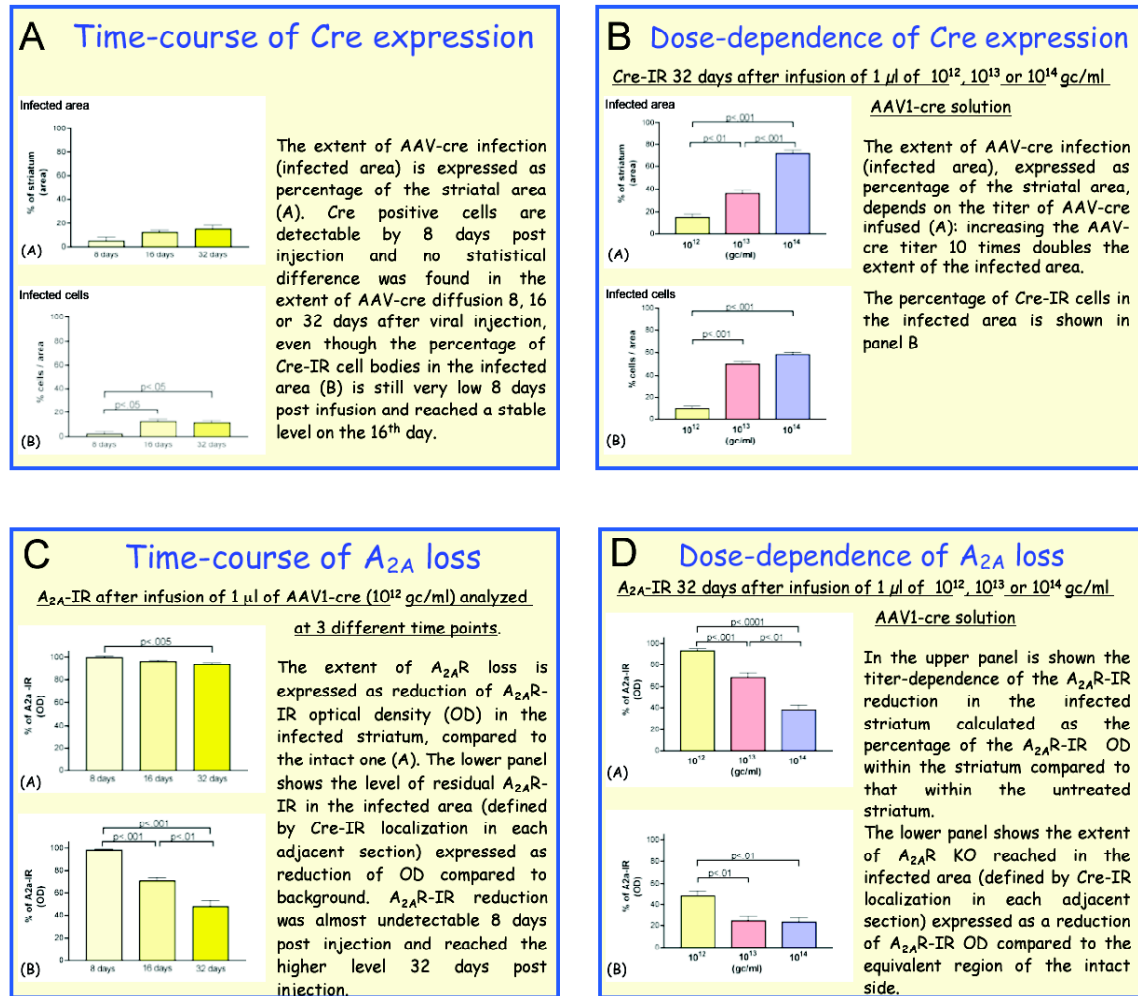 A Time-course of Cre expression
Infected area
p<.05
100
80
60
40
20
0
% of striatum
(area)
8 days 16 days 32 days
(A)
Infected cells
100
80
60
40
20
0
% cells / area
p<.05
p<.05
8 days 16 days 32 days
(B)
The extent of AAV-cre infection
(infected area) is expressed as
percentage of the striatal area
(A). Cre positive cells are
detectable by 8 days post
injection and no statistical
difference was found in the
extent of AAV-cre diffusion 8, 16
or 32 days after viral injection,
even though the percentage of
Cre-IR cell bodies in the infected
area (B) is still very low 8 days
post infusion and reached a stable
level on the 16th day.
B Dose-dependence of Cre expression
Cre-IR 32 days after infusion of 1 µl of 10¹², 10¹³ or 10¹⁴ gc/ml
AAV1-cre solution
Infected area
100
80
60
40
20
0
% of striatum
(area)
p<.001
p<.01 p<.001
10¹² 10¹³ 10¹⁴
(gc/ml)
(A)
Infected cells
100
80
60
40
20
0
% cells / area
p<.001
p<.001
10¹² 10¹³ 10¹⁴
(gc/ml)
(B)
The extent of AAV-cre infection
(infected area), expressed as
percentage of the striatal area,
depends on the titer of AAV-cre
infused (A): increasing the AAV-
cre titer 10 times doubles the
extent of the infected area.
The percentage of Cre-IR cells in
the infected area is shown in
panel B
C Time-course of A₂A loss
A₂A-IR after infusion of 1 µl of AAV1-cre (10¹² gc/ml) analyzed
at 3 different time points.
p<.005
100
80
60
40
20
0
% of A2a-IR
(OD)
8 days 16 days 32 days
(A)
p<.001
p<.001 p<.01
100
80
60
40
20
0
% of A2a-IR
(OD)
8 days 16 days 32 days
(B)
The extent of A₂AR loss is
expressed as reduction of A₂AR-
IR optical density (OD) in the
infected striatum, compared to
the intact one (A). The lower panel
shows the level of residual A₂AR-
IR in the infected area (defined
by Cre-IR localization in each
adjacent section) expressed as
reduction of OD compared to
background. A₂AR-IR reduction
was almost undetectable 8 days
post injection and reached the
higher level 32 days post
injection.
D Dose-dependence of A₂A loss
A₂A-IR 32 days after infusion of 1 µl of 10¹², 10¹³ or 10¹⁴ gc/ml
AAV1-cre solution
p<.0001
p<.001 p<.01
100
80
60
40
20
0
% of A2a-IR
(OD)
10¹² 10¹³ 10¹⁴
(gc/ml)
(A)
100
80
60
40
20
0
% of A2a-IR
(OD)
p<.01
p<.01
10¹² 10¹³ 10¹⁴
(gc/ml)
(B)
In the upper panel is shown the
titer-dependence of the A₂AR-IR
reduction in the infected
striatum calculated as the
percentage of the A₂AR-IR OD
within the striatum compared to
that within the untreated
striatum.
The lower panel shows the extent
of A₂AR KO reached in the
infected area (defined by Cre-IR
localization in each adjacent
section) expressed as a reduction
of A₂AR-IR OD compared to the
equivalent region of the intact
side.